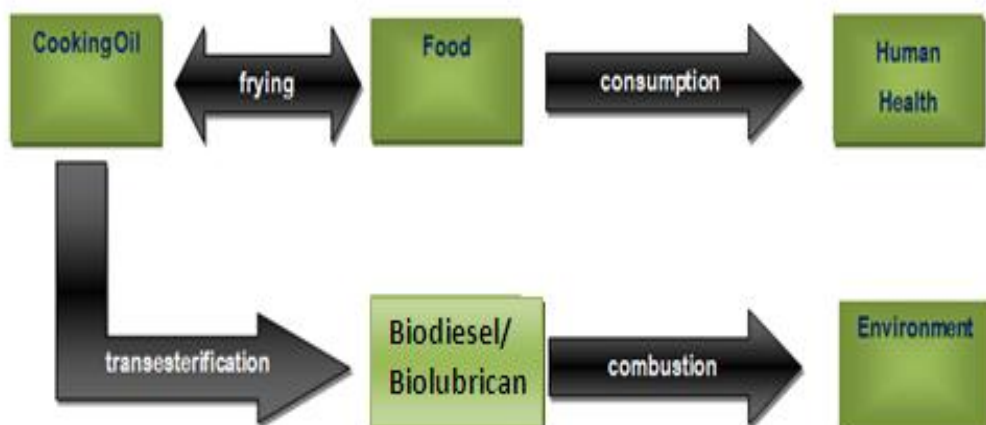 CookingOil
frying
Food
consumption
Human
Health
transesterification
Biodiesel/
Biolubrican
combustion
Environment